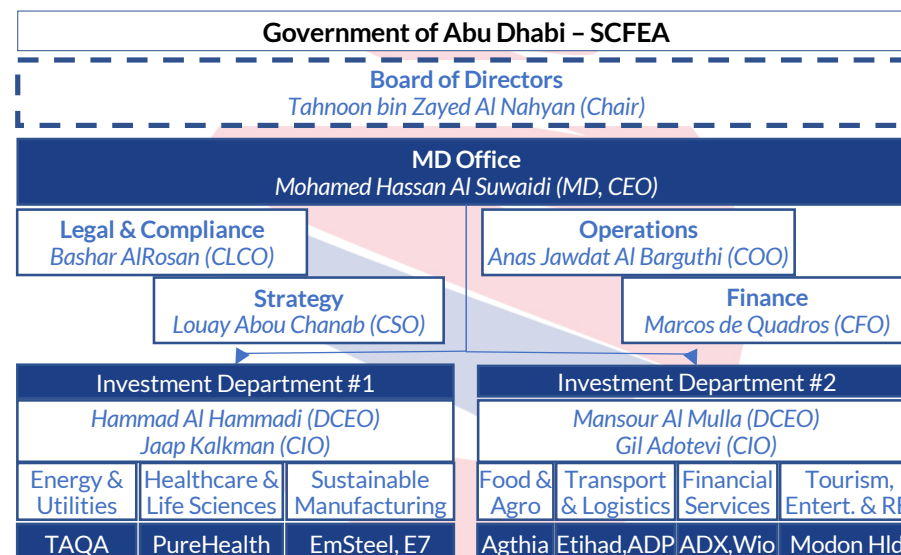 Government of Abu Dhabi – SCFEA
Board of Directors
Tahnoon bin Zayed Al Nahyan (Chair)
MD Office
Mohamed Hassan Al Suwaidi (MD, CEO)
Legal & Compliance
Bashar AlRosan (CLCO)
Operations
Anas Jawdat Al Barguthi (COO)
Strategy
Louay Abou Chanab (CSO)
Finance
Marcos de Quadros (CFO)
Investment Department #1
Hammad Al Hammadi (DCEO)
Jaap Kalkman (CIO)
Energy &
Utilities
Healthcare &
Life Sciences
Sustainable
Manufacturing
TAQA
PureHealth
EmSteel, E7
Investment Department #2
Mansour Al Mulla (DCEO)
Gil Adotevi (CIO)
Food &
Agro
Transport
& Logistics
Financial
Services
Tourism,
Entert. &
Agthia
Etihad,ADP
ADX,Wio
Modon